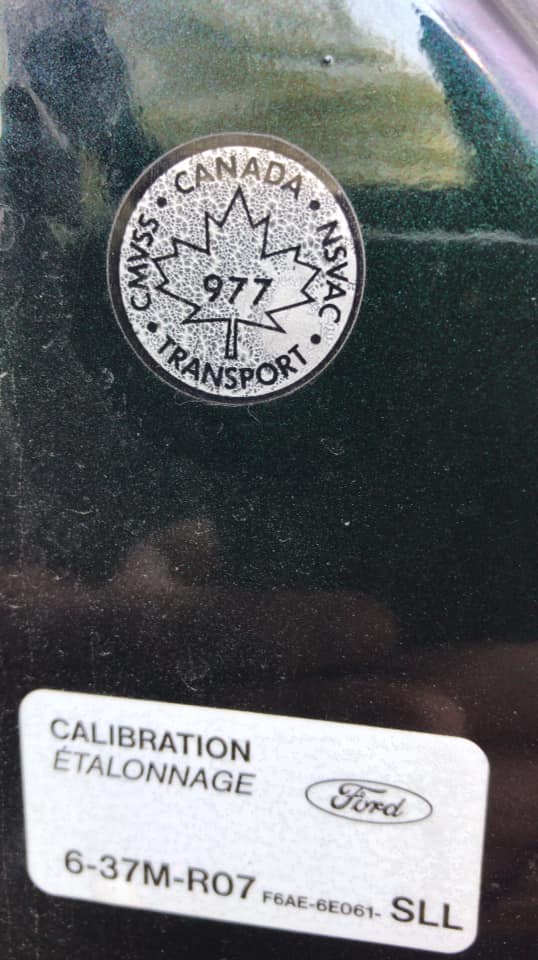 CANADA
CMVSS
NSVAC
977
TRANSPORT
CALIBRATION
ÉTALONNAGE
Ford
6-37M-R07 F6AE-6E061- SLL